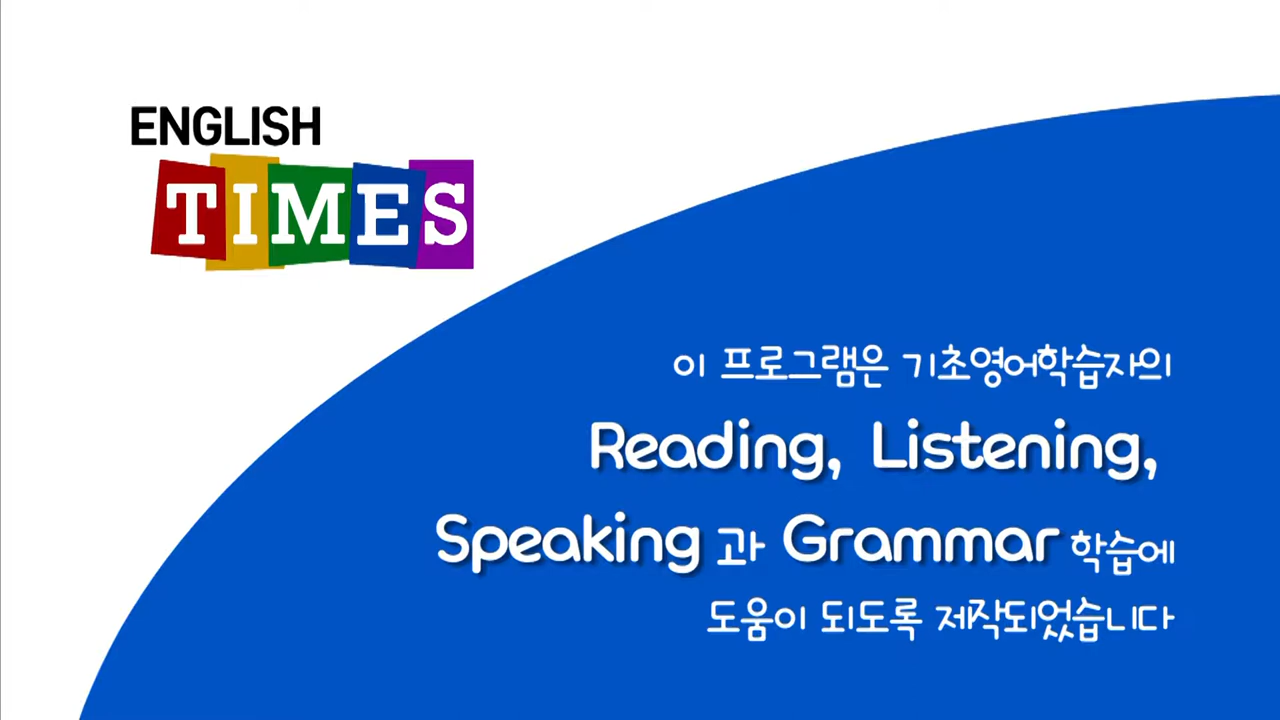 ENGLISH
TIMES
이 프로그램은 기초영어학습자의
Reading, Listening,
Speaking 과 Grammar 학습에
도움이 되도록 제작되었습니다